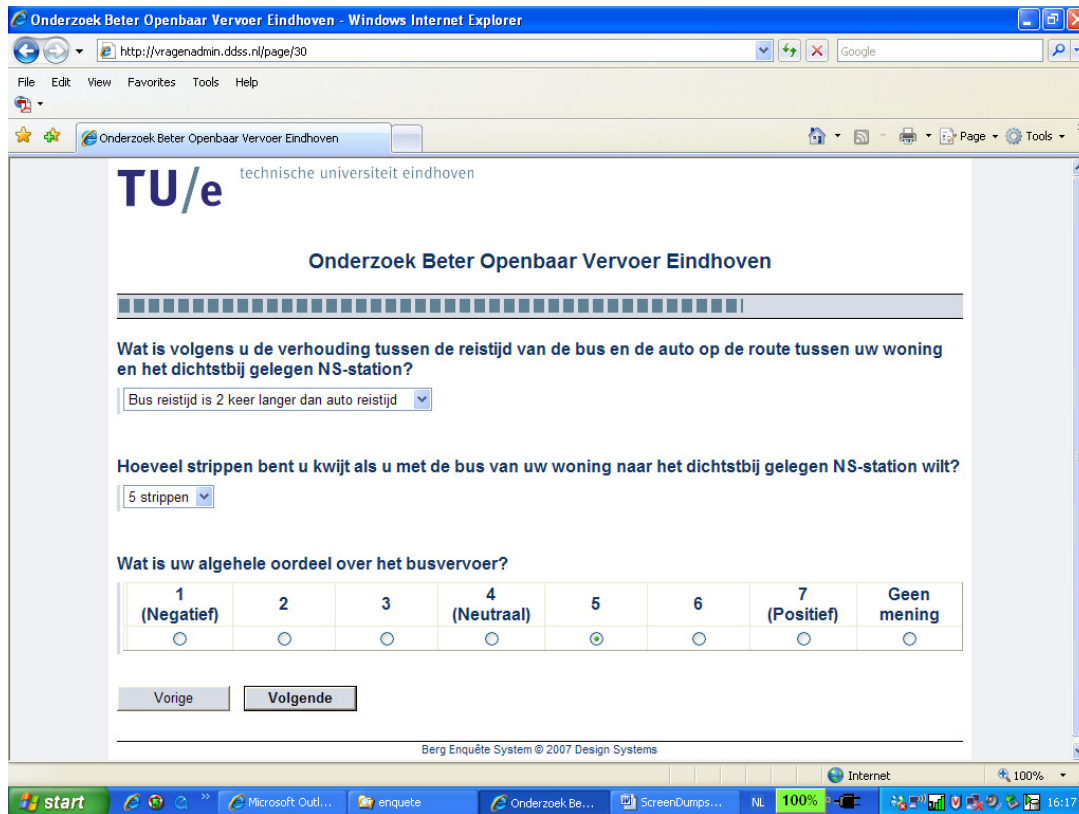 Onderzoek Beter Openbaar Vervoer Eindhoven - Windows Internet Explorer
http://vragenadmin.ddss.nl/page/30
Google
File Edit View Favorites Tools Help
Onderzoek Beter Openbaar Vervoer Eindhoven
Page Tools
TU/e technische universiteit eindhoven
Onderzoek Beter Openbaar Vervoer Eindhoven
Wat is volgens u de verhouding tussen de reistijd van de bus en de auto op de route tussen uw woning
en het dichtstbij gelegen NS-station?
Bus reistijd is 2 keer langer dan auto reistijd
Hoeveel strippen bent u kwijt als u met de bus van uw woning naar het dichtstbij gelegen NS-station wilt?
5 strippen
Wat is uw algehele oordeel over het busvervoer?
1 2 3 4 5 6 7 Geen
(Negatief) (Neutraal) (Positief) mening
Vorige Volgende
Berg Enquête System © 2007 Design Systems
Internet 100%
start Microsoft Outl... enquete Onderzoek Be... ScreenDumps... NL 100% 16:17